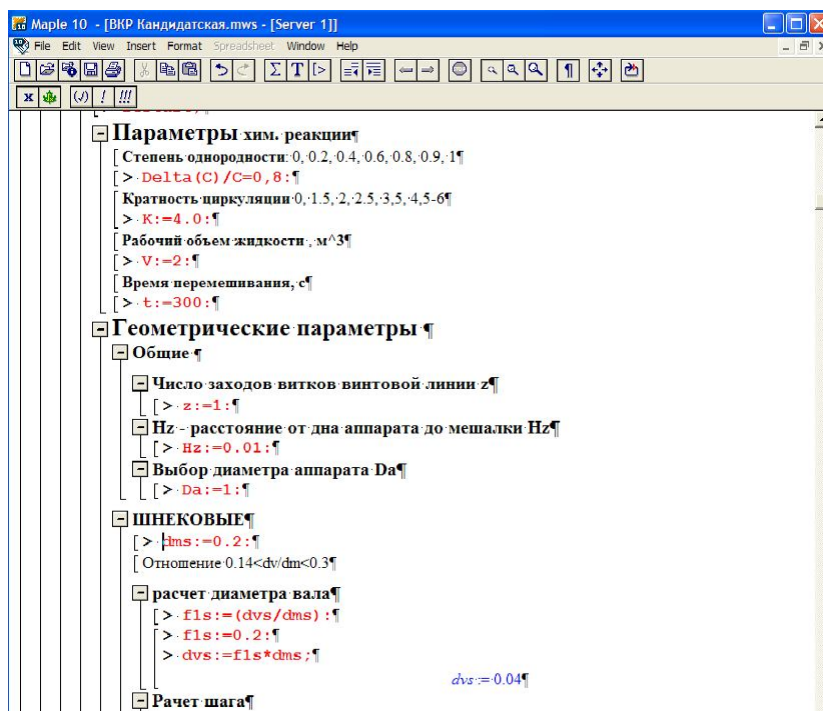 Maple 10 - [ВКР Кандидатская.mws - [Server 1]]
File Edit View Insert Format Spreadsheet Window Help
Параметры хим. реакции¶
Степень однородности: 0, 0.2, 0.4, 0.6, 0.8, 0.9, 1¶
> Delta(C)/C=0,8:¶
Кратность циркуляции 0, 1.5, 2, 2.5, 3,5, 4,5-6¶
> K:=4.0:¶
Рабочий объем жидкости , м^3¶
> V:=2:¶
Время перемешивания, с¶
> t:=300:¶
Геометрические параметры ¶
Общие ¶
Число заходов витков винтовой линии z¶
> z:=1:¶
Hz - расстояние от дна аппарата до мешалки Hz¶
> Hz:=0.01:¶
Выбор диаметра аппарата Da¶
> Da:=1:¶
ШНЕКОВЫЕ¶
> dms:=0.2:¶
Отношение 0.14<dv/dm<0.3¶
расчет диаметра вала¶
> f1s:=(dvs/dms):¶
> f1s:=0.2:¶
> dvs:=f1s*dms;¶
dvs := 0.04¶
Рачет шага¶